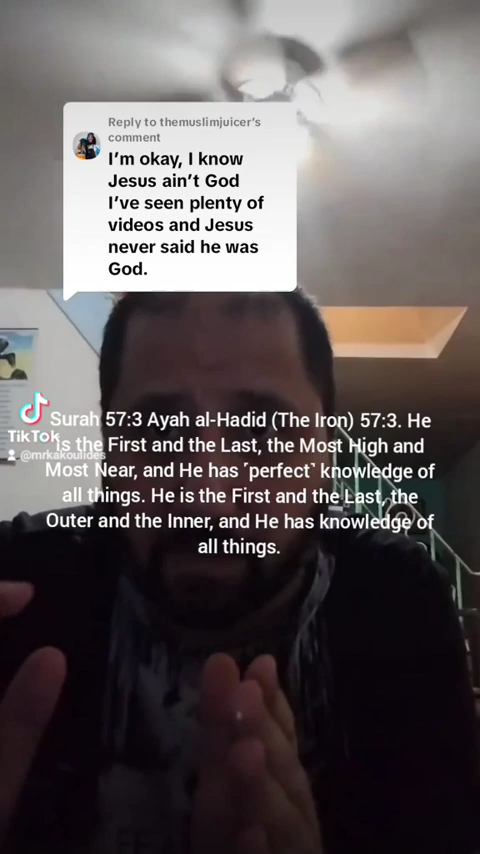 Reply to themuslimjuicer's
comment
I'm okay, I know
Jesus ain't God
I've seen plenty of
videos and Jesus
never said he was
God.
Surah 57:3 Ayah al-Hadid (The Iron) 57:3. He
is the First and the Last, the Most High and
Most Near, and He has ˹perfect˺ knowledge of
all things. He is the First and the Last, the
Outer and the Inner, and He has knowledge of
all things.
TikTok
@mrkakoulides